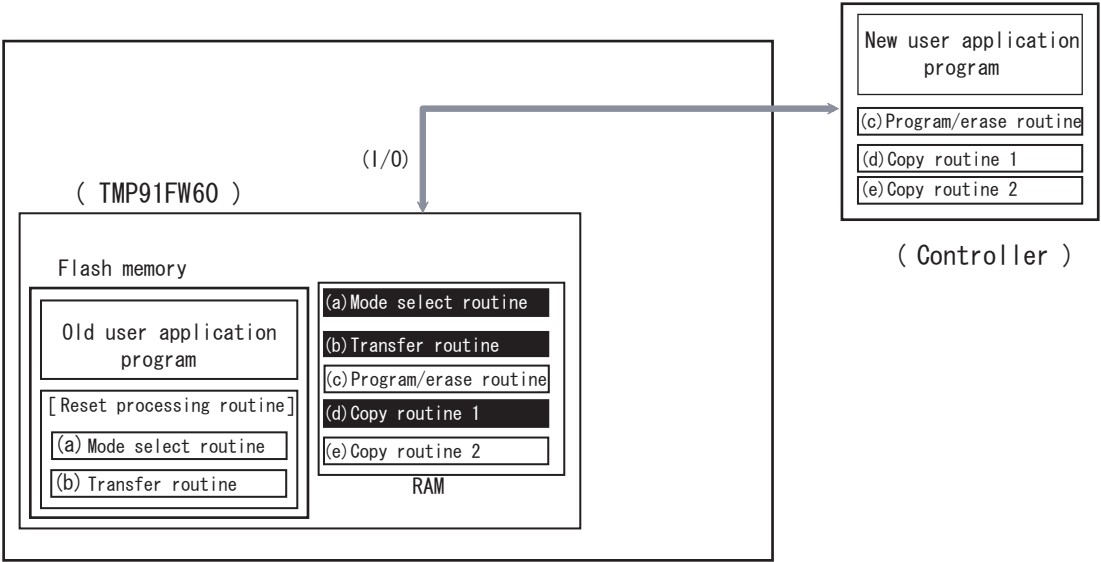 New user application
program
(c)Program/erase routine
(d)Copy routine 1
(e)Copy routine 2
( Controller )
(I/O)
( TMP91FW60 )
Flash memory
Old user application
program
[Reset processing routine]
(a) Mode select routine
(b) Transfer routine
(a)Mode select routine
(b)Transfer routine
(c)Program/erase routine
(d)Copy routine 1
(e)Copy routine 2
RAM